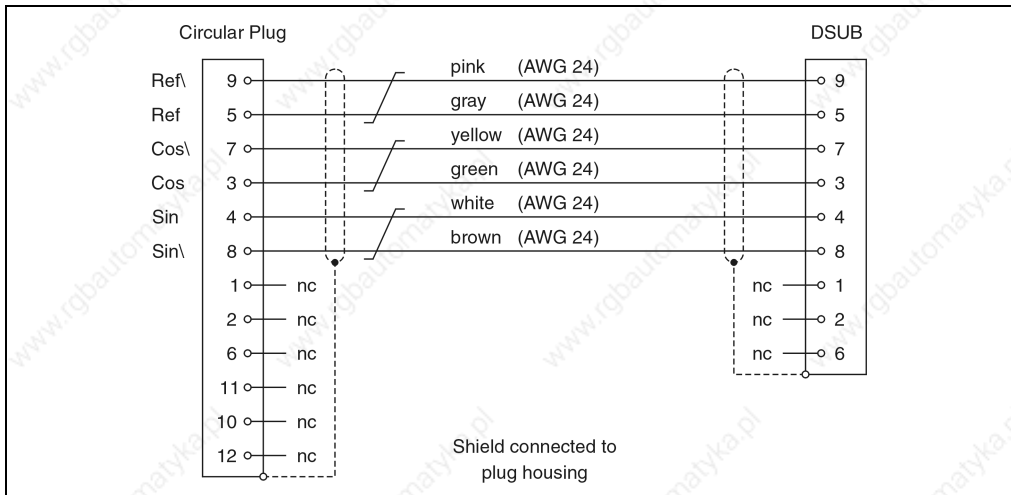 Circular Plug DSUB
Ref\ 9 pink (AWG 24) 9
Ref 5 gray (AWG 24) 5
Cos\ 7 yellow (AWG 24) 7
Cos 3 green (AWG 24) 3
Sin 4 white (AWG 24) 4
Sin\ 8 brown (AWG 24) 8
1 nc nc 1
2 nc nc 2
6 nc nc 6
11 nc
10 nc
12 nc
Shield connected to
plug housing
www.rgbautomatyka.pl